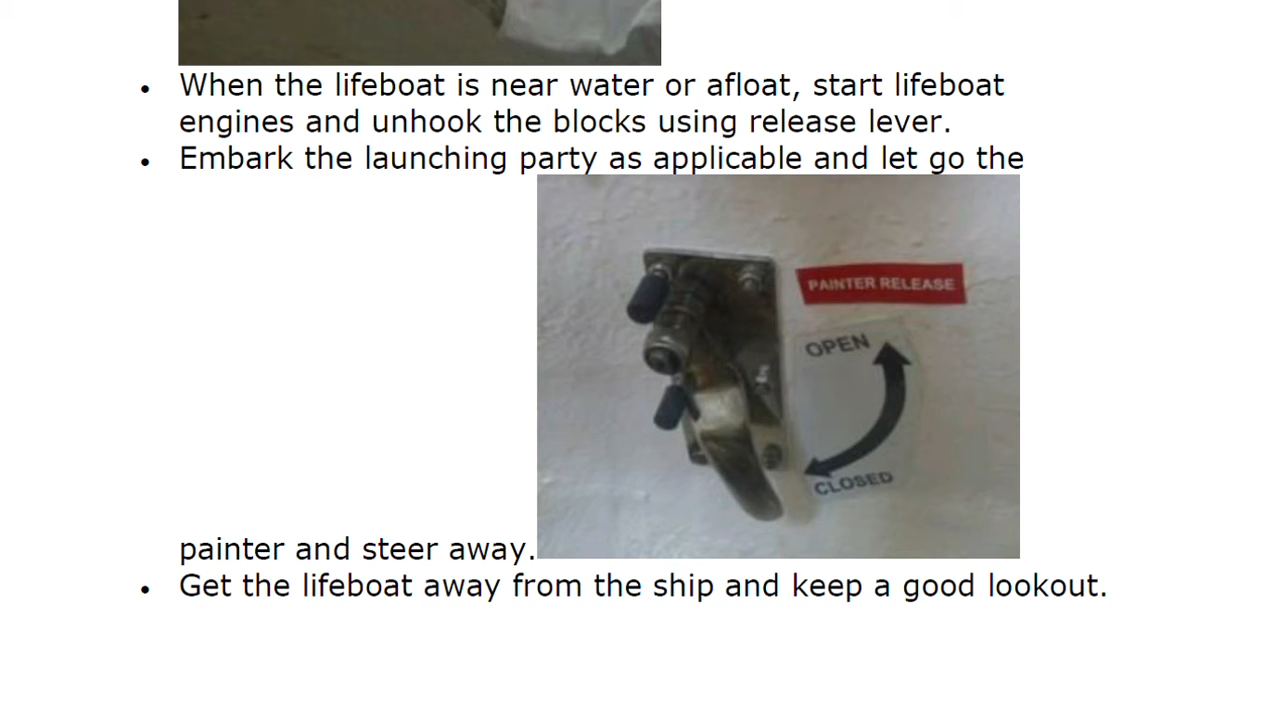 • When the lifeboat is near water or afloat, start lifeboat
engines and unhook the blocks using release lever.
• Embark the launching party as applicable and let go the
PAINTER RELEASE
OPEN
CLOSED
painter and steer away.
• Get the lifeboat away from the ship and keep a good lookout.